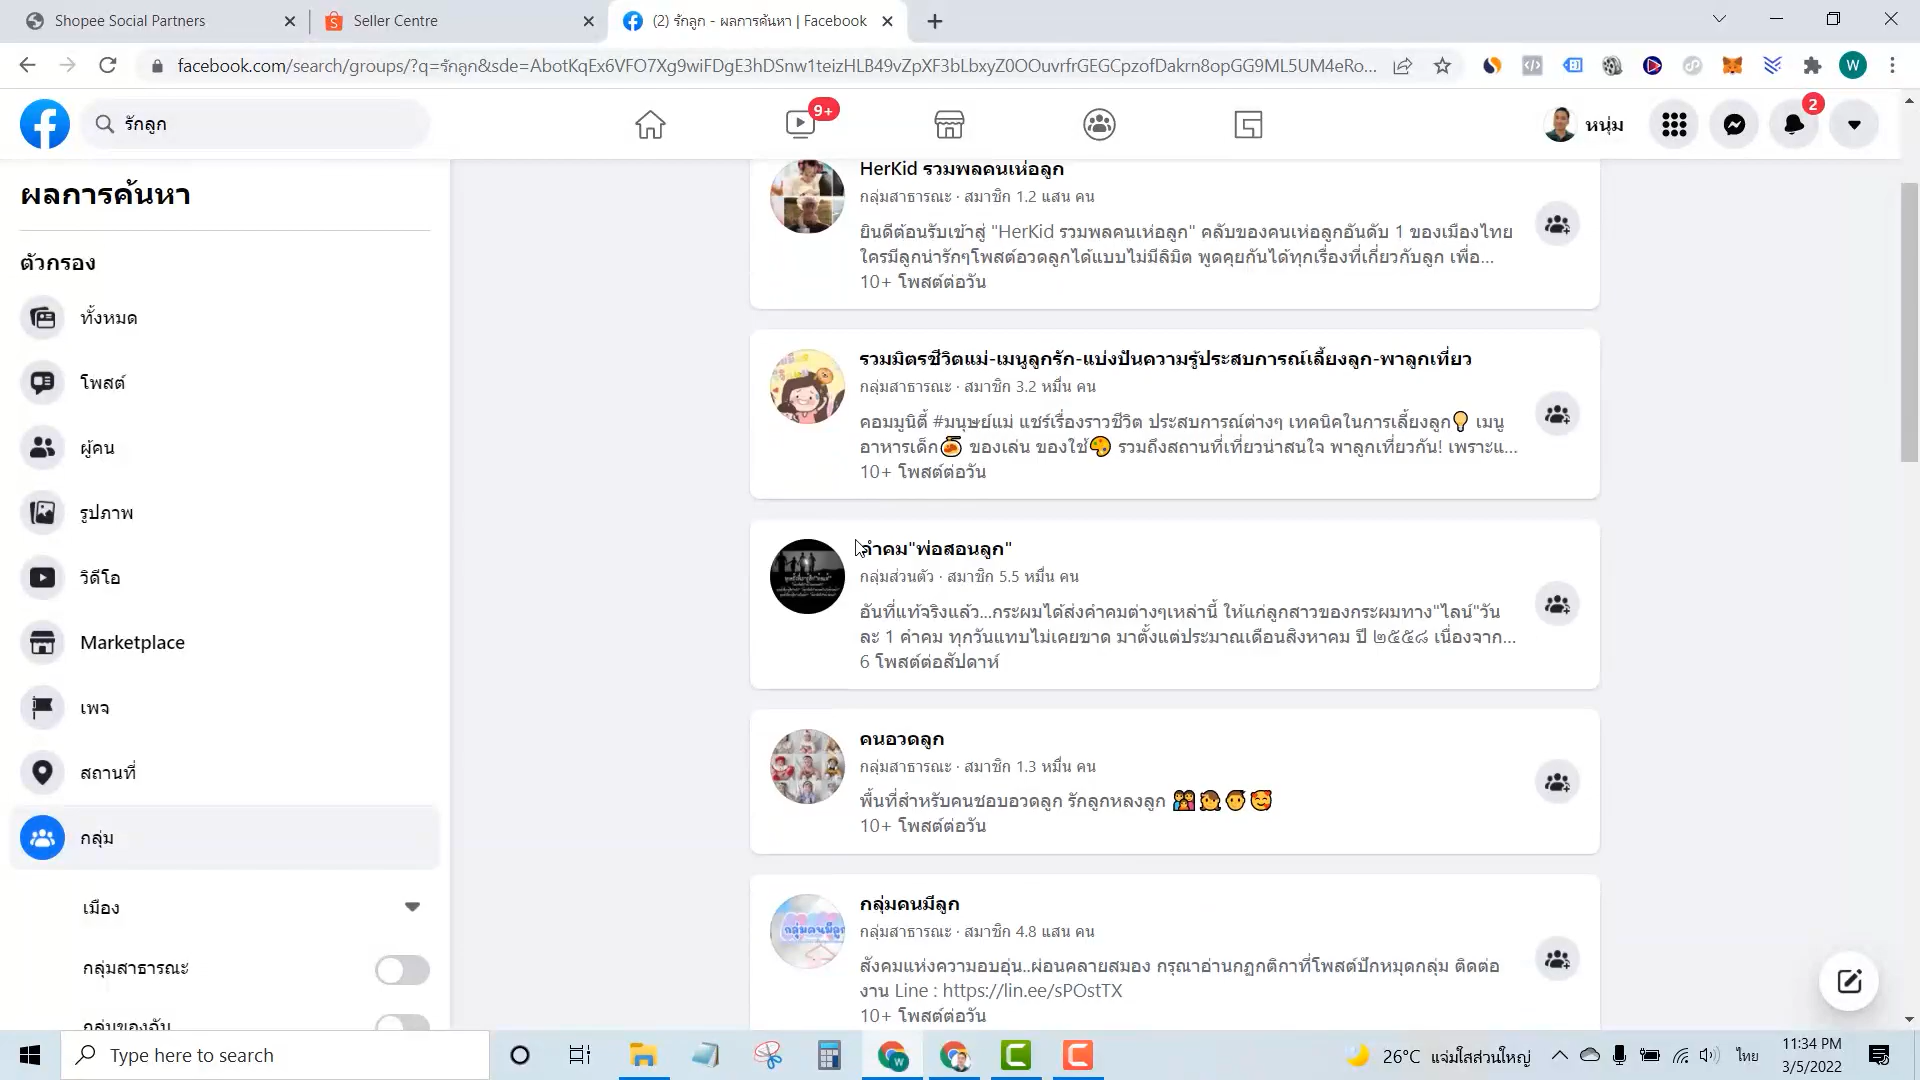 Shopee Social Partners
Seller Centre
(2) รักลูก - ผลการค้นหา | Facebook
facebook.com/search/groups/?q=รักลูก&sde=AbotKqEx6VFO7Xg9wiFDgE3hDSnw1teizHLB49vZpXF3bLbxyZ0OOuvrfrGEGCpzofDakrn8opGG9ML5UM4eRo...
W
รักลูก
9+
หนุ่ม
2
ผลการค้นหา
ตัวกรอง
ทั้งหมด
โพสต์
ผู้คน
รูปภาพ
วิดีโอ
Marketplace
เพจ
สถานที่
กลุ่ม
เมือง
กลุ่มสาธารณะ
กลุ่มของฉัน
HerKid รวมพลคนเห่อลูก
กลุ่มสาธารณะ · สมาชิก 1.2 แสน คน
ยินดีต้อนรับเข้าสู่ "HerKid รวมพลคนเห่อลูก" คลับของคนเห่อลูกอันดับ 1 ของเมืองไทย
ใครมีลูกน่ารักๆโพสต์อวดลูกได้แบบไม่มีลิมิต พูดคุยกันได้ทุกเรื่องที่เกี่ยวกับลูก เพื่อ...
10+ โพสต์ต่อวัน
รวมมิตรชีวิตแม่-เมนูลูกรัก-แบ่งปันความรู้ประสบการณ์เลี้ยงลูก-พาลูกเที่ยว
กลุ่มสาธารณะ · สมาชิก 3.2 หมื่น คน
คอมมูนิตี้ #มนุษย์แม่ แชร์เรื่องราวชีวิต ประสบการณ์ต่างๆ เทคนิคในการเลี้ยงลูก💡 เมนู
อาหารเด็ก🍲 ของเล่น ของใช้🎨 รวมถึงสถานที่เที่ยวน่าสนใจ พาลูกเที่ยวกัน! เพราะแ...
10+ โพสต์ต่อวัน
คำคม"พ่อสอนลูก"
กลุ่มส่วนตัว · สมาชิก 5.5 หมื่น คน
อันที่แท้จริงแล้ว...กระผมได้ส่งคำคมต่างๆเหล่านี้ ให้แก่ลูกสาวของกระผมทาง"ไลน์"วัน
ละ 1 คำคม ทุกวันแทบไม่เคยขาด มาตั้งแต่ประมาณเดือนสิงหาคม ปี ๒๕๕๘ เนื่องจาก...
6 โพสต์ต่อสัปดาห์
คนอวดลูก
กลุ่มสาธารณะ · สมาชิก 1.3 หมื่น คน
พื้นที่สำหรับคนชอบอวดลูก รักลูกหลงลูก 👨‍👩‍👧👧👦🥰
10+ โพสต์ต่อวัน
กลุ่มคนมีลูก
กลุ่มสาธารณะ · สมาชิก 4.8 แสน คน
สังคมแห่งความอบอุ่น..ผ่อนคลายสมอง กรุณาอ่านกฏกติกาที่โพสต์ปักหมุดกลุ่ม ติดต่อ
งาน Line : https://lin.ee/sPOstTX
10+ โพสต์ต่อวัน
Type here to search
26°C แจ่มใสส่วนใหญ่
ไทย
11:34 PM
3/5/2022